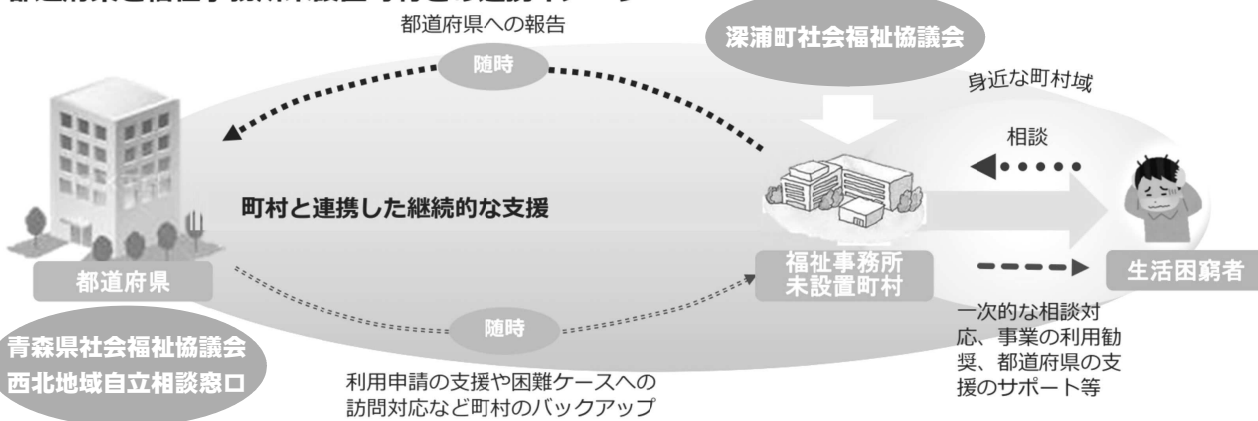 都道府県への報告
随時
深浦町社会福祉協議会
身近な町村域
相談
町村と連携した継続的な支援
都道府県
福祉事務所
未設置町村
生活困窮者
青森県社会福祉協議会
西北地域自立相談窓口
随時
利用申請の支援や困難ケースへの
訪問対応など町村のバックアップ
一次的な相談対
応、事業の利用勧
奨、都道府県の支
援のサポート等